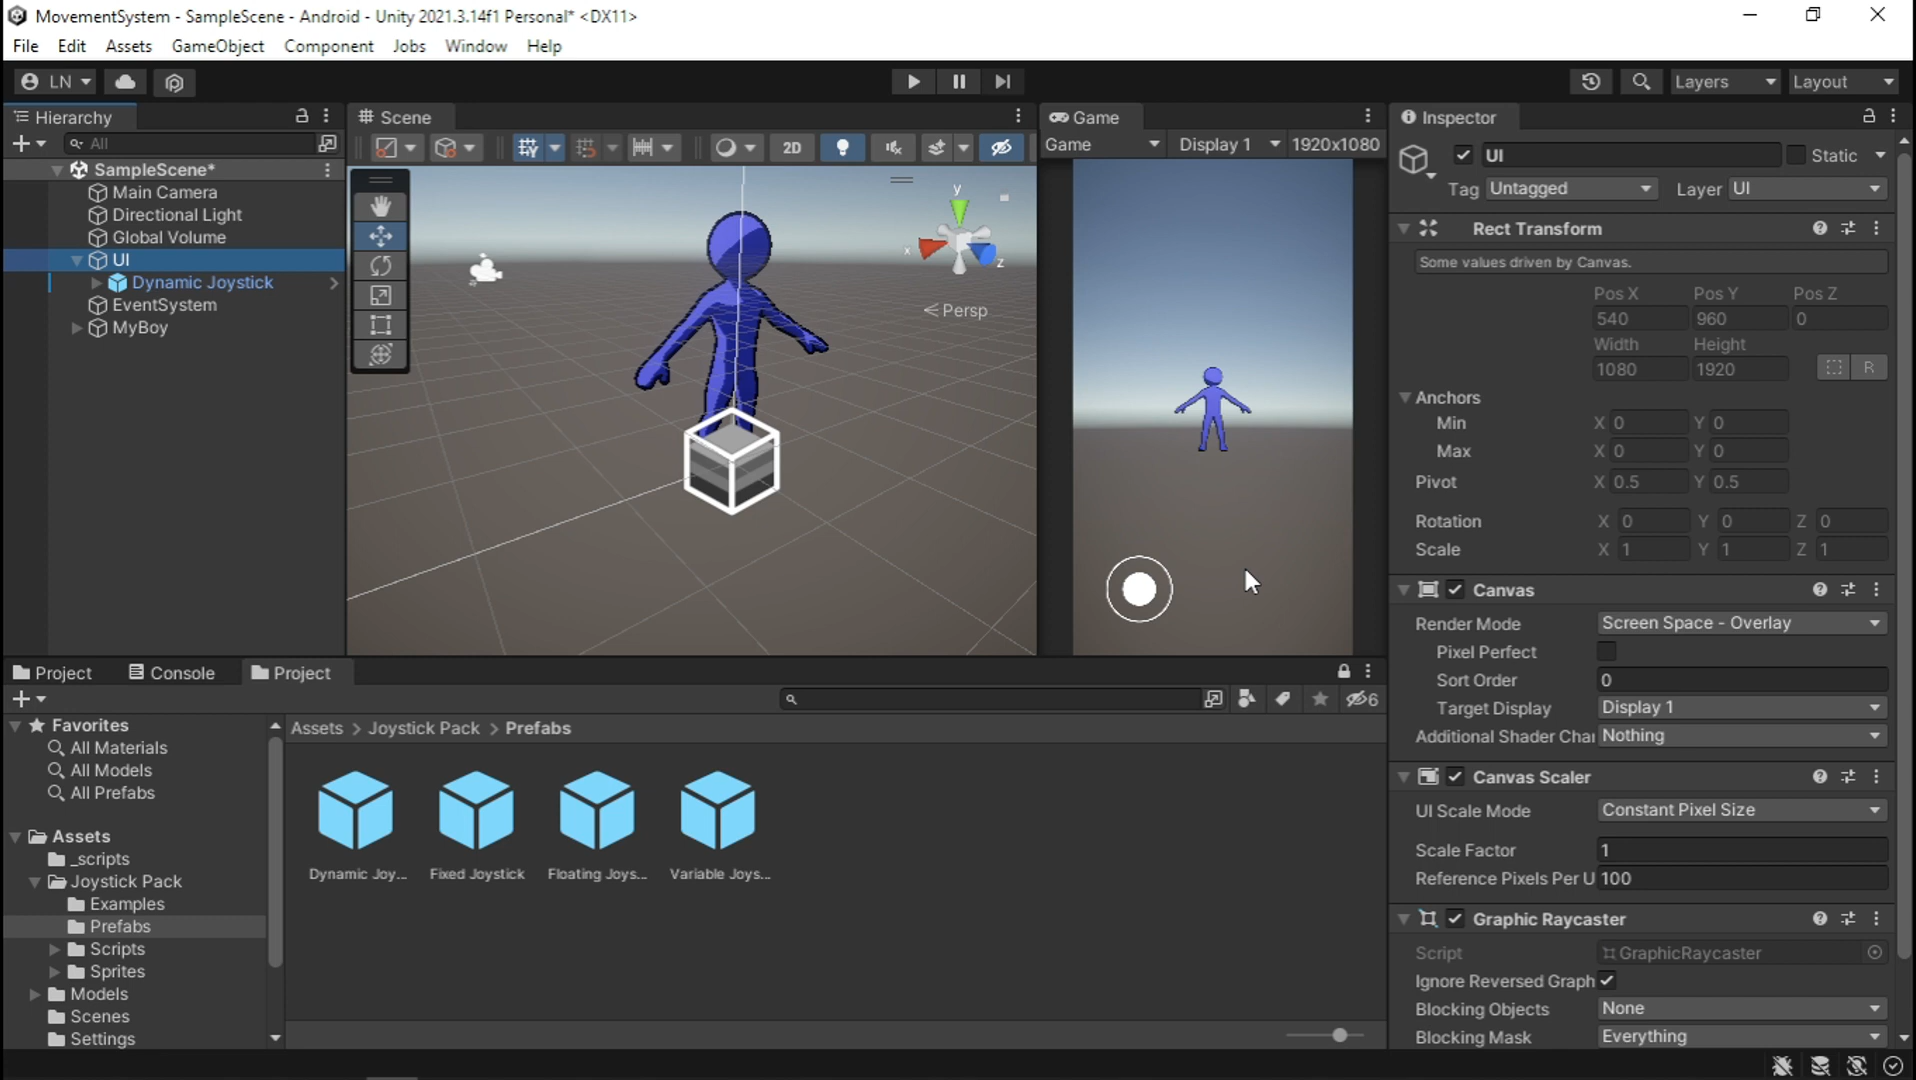 MovementSystem - SampleScene - Android - Unity 2021.3.14f1 Personal* <DX11>
File Edit Assets GameObject Component Jobs Window Help
LN Layers Layout
Hierarchy
All
SampleScene*
Main Camera
Directional Light
Global Volume
UI
Dynamic Joystick
EventSystem
MyBoy
Scene
2D
y
x
z
Persp
Game
Game Display 1 1920x1080
Inspector
UI Static
Tag Untagged Layer UI
Rect Transform
Some values driven by Canvas.
Pos X Pos Y Pos Z
540 960 0
Width Height
1080 1920 R
Anchors
Min X 0 Y 0
Max X 0 Y 0
Pivot X 0.5 Y 0.5
Rotation X 0 Y 0 Z 0
Scale X 1 Y 1 Z 1
Canvas
Render Mode Screen Space - Overlay
Pixel Perfect
Sort Order 0
Target Display Display 1
Additional Shader Chai Nothing
Canvas Scaler
UI Scale Mode Constant Pixel Size
Scale Factor 1
Reference Pixels Per U 100
Graphic Raycaster
Script GraphicRaycaster
Ignore Reversed Graph
Blocking Objects None
Blocking Mask Everything
Project Console Project
6
Favorites
All Materials
All Models
All Prefabs
Assets
_scripts
Joystick Pack
Examples
Prefabs
Scripts
Sprites
Models
Scenes
Settings
Assets > Joystick Pack > Prefabs
Dynamic Joy... Fixed Joystick Floating Joys... Variable Joys...